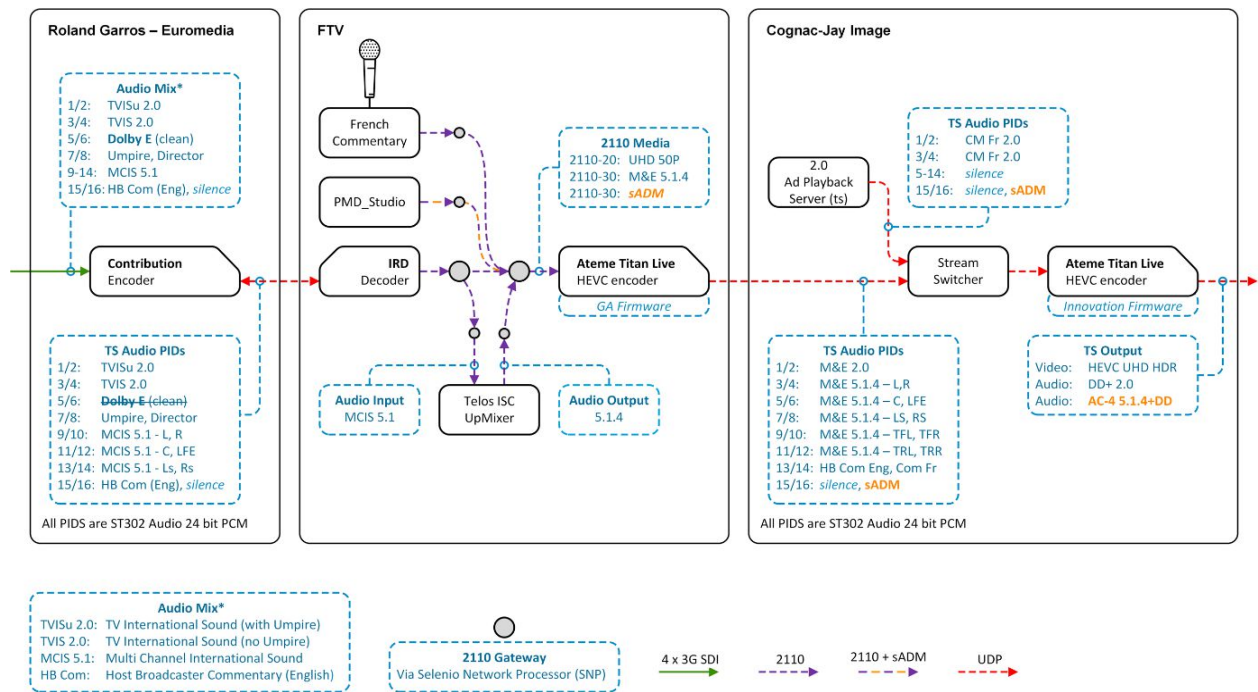 Roland Garros – Euromedia
Audio Mix*
1/2: TVISu 2.0
3/4: TVIS 2.0
5/6: Dolby E (clean)
7/8: Umpire, Director
9-14: MCIS 5.1
15/16: HB Com (Eng), silence
Contribution
Encoder
TS Audio PIDs
1/2: TVISu 2.0
3/4: TVIS 2.0
5/6: Dolby E (clean)
7/8: Umpire, Director
9/10: MCIS 5.1 - L, R
11/12: MCIS 5.1 - C, LFE
13/14: MCIS 5.1 - Ls, Rs
15/16: HB Com (Eng), silence
All PIDS are ST302 Audio 24 bit PCM
FTV
French
Commentary
PMD_Studio
IRD
Decoder
2110 Media
2110-20: UHD 50P
2110-30: M&E 5.1.4
2110-30: sADM
Ateme Titan Live
HEVC encoder
GA Firmware
Audio Input
MCIS 5.1
Telos ISC
UpMixer
Audio Output
5.1.4
Cognac-Jay Image
TS Audio PIDs
1/2: CM Fr 2.0
3/4: CM Fr 2.0
5-14: silence
15/16: silence, sADM
2.0
Ad Playback
Server (ts)
Stream
Switcher
Ateme Titan Live
HEVC encoder
Innovation Firmware
TS Audio PIDs
1/2: M&E 2.0
3/4: M&E 5.1.4 – L,R
5/6: M&E 5.1.4 – C, LFE
7/8: M&E 5.1.4 – LS, RS
9/10: M&E 5.1.4 – TFL, TFR
11/12: M&E 5.1.4 – TRL, TRR
13/14: HB Com Eng, Com Fr
15/16: silence, sADM
All PIDS are ST302 Audio 24 bit PCM
TS Output
Video: HEVC UHD HDR
Audio: DD+ 2.0
Audio: AC-4 5.1.4+DD
Audio Mix*
TVISu 2.0: TV International Sound (with Umpire)
TVIS 2.0: TV International Sound (no Umpire)
MCIS 5.1: Multi Channel International Sound
HB Com: Host Broadcaster Commentary (English)
2110 Gateway
Via Selenio Network Processor (SNP)
4 x 3G SDI
2110
2110 + sADM
UDP